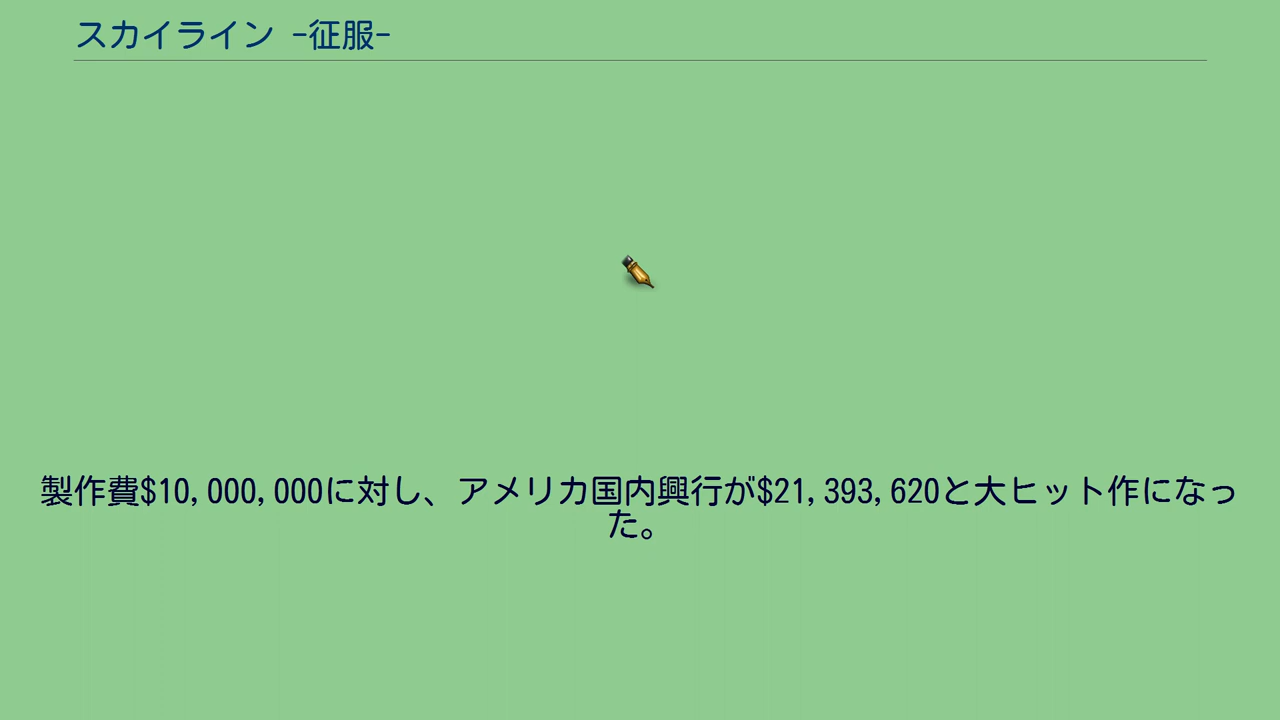 スカイライン -征服-
製作費$10,000,000に対し、アメリカ国内興行が$21,393,620と大ヒット作になっ
た。